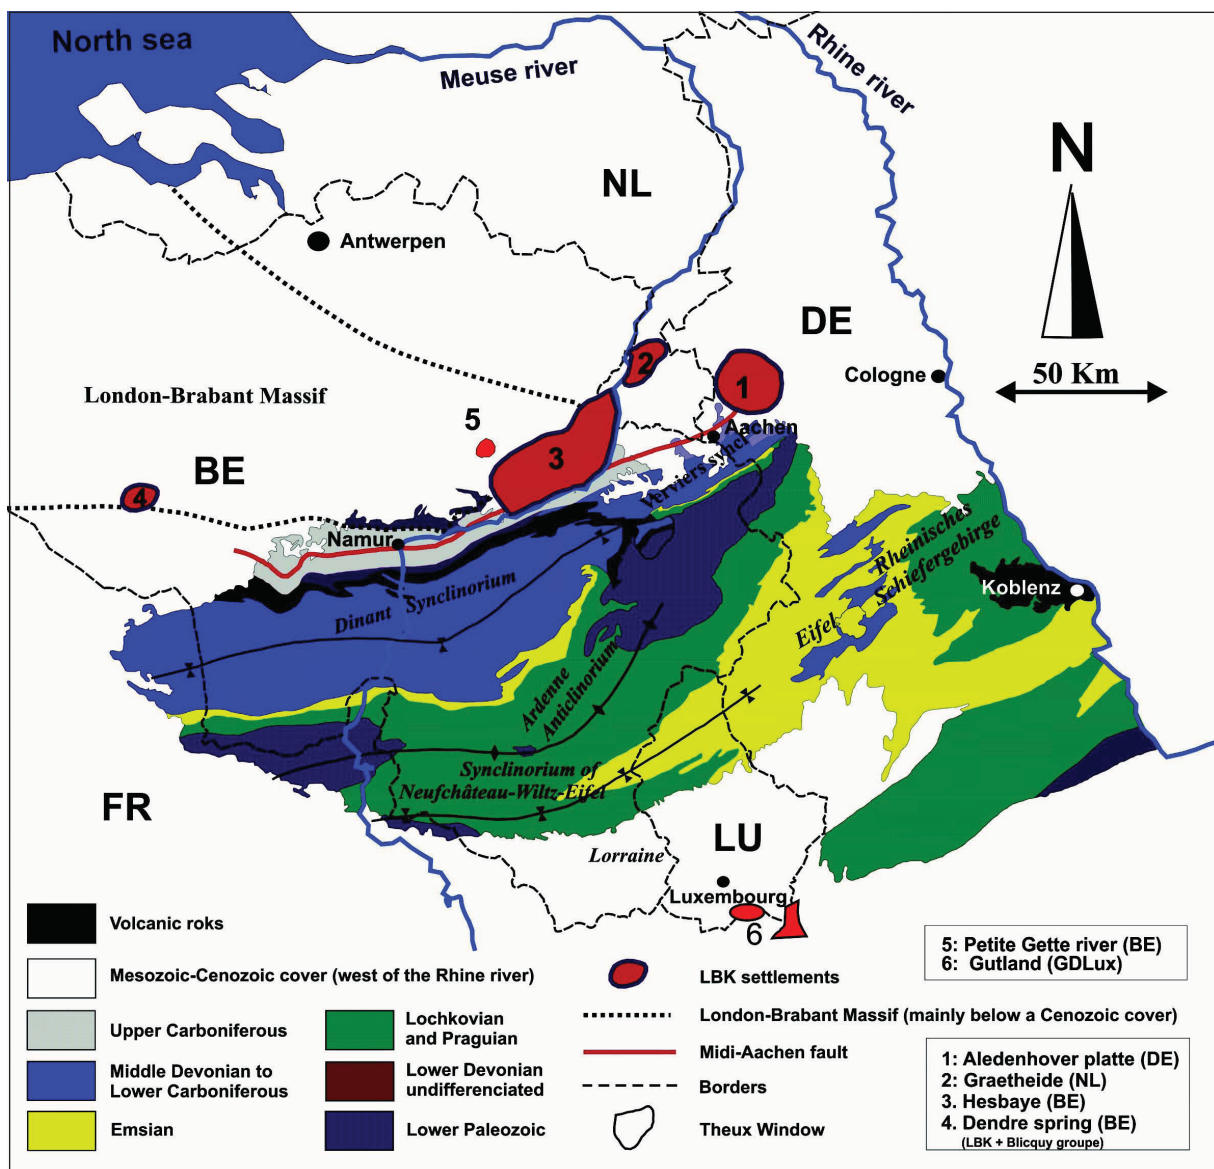 North sea
Meuse river
Rhine river
N
NL
Antwerpen
DE
50 Km
2
1
Cologne
London-Brabant Massif
5
Aachen
3
BE
Verviers syncl
4
Namur
Rheinisches
Schiefergebirge
Koblenz
Dinant Synclinorium
Eifel
Ardenne
Anticlinorium
Synclinorium of
Neufchâteau-Wiltz-Eifel
FR
LU
Lorraine
Luxembourg
6
Volcanic roks
Mesozoic-Cenozoic cover (west of the Rhine river)
Upper Carboniferous
Middle Devonian to
Lower Carboniferous
Emsian
Lochkovian
and Praguian
Lower Devonian
undifferenciated
Lower Paleozoic
LBK settlements
London-Brabant Massif (mainly below a Cenozoic cover)
Midi-Aachen fault
Borders
Theux Window
5: Petite Gette river (BE)
6: Gutland (GDLux)
1: Aledenhover platte (DE)
2: Graetheide (NL)
3. Hesbaye (BE)
4. Dendre spring (BE)
(LBK + Blicquy groupe)